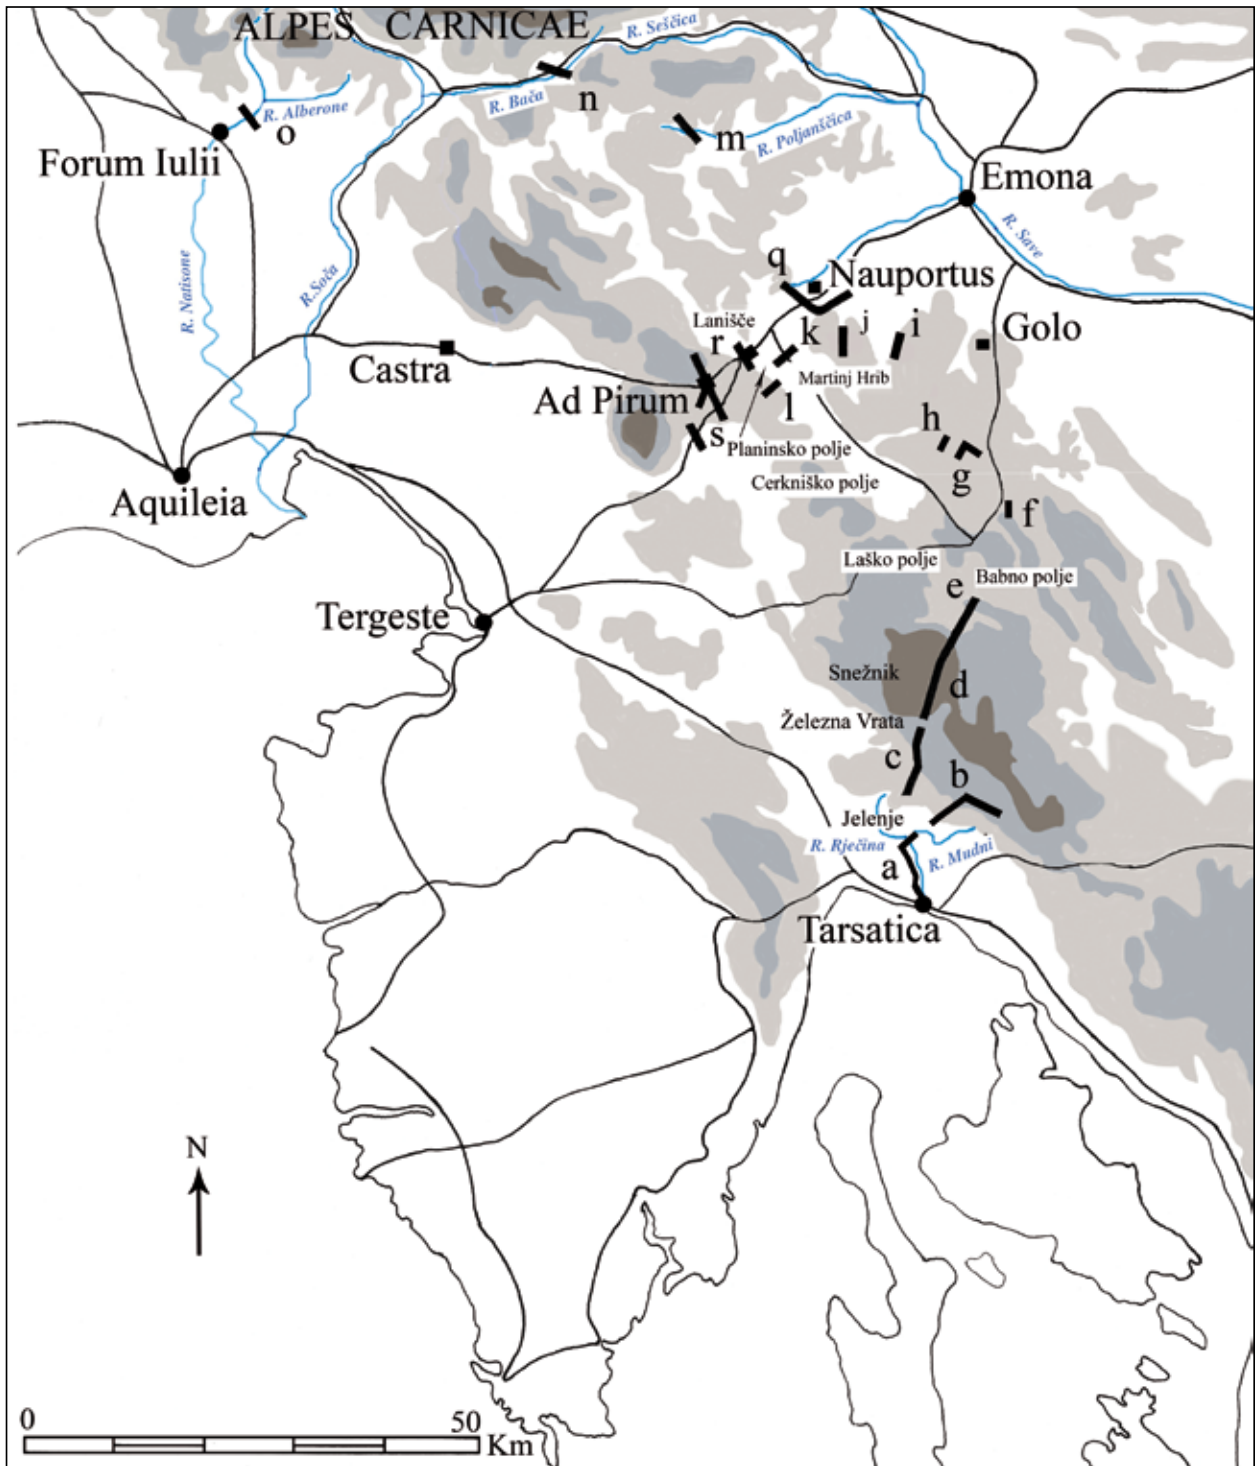 ALPES CARNICAE
R. Seščica
R. Bača
n
R. Alberone
o
Forum Iulii
m
R. Poljanščica
Emona
R. Save
R. Natisone
R.Soča
q
Nauportus
Lanišče
r
k
j
i
Golo
Castra
Martinj Hrib
Ad Pirum
l
s
h
Planinsko polje
g
Cerkniško polje
Aquileia
f
Laško polje
Babno polje
e
Tergeste
Snežnik
d
Železna Vrata
c
b
Jelenje
R. Rječina
R. Mudni
a
Tarsatica
N
0
50
Km